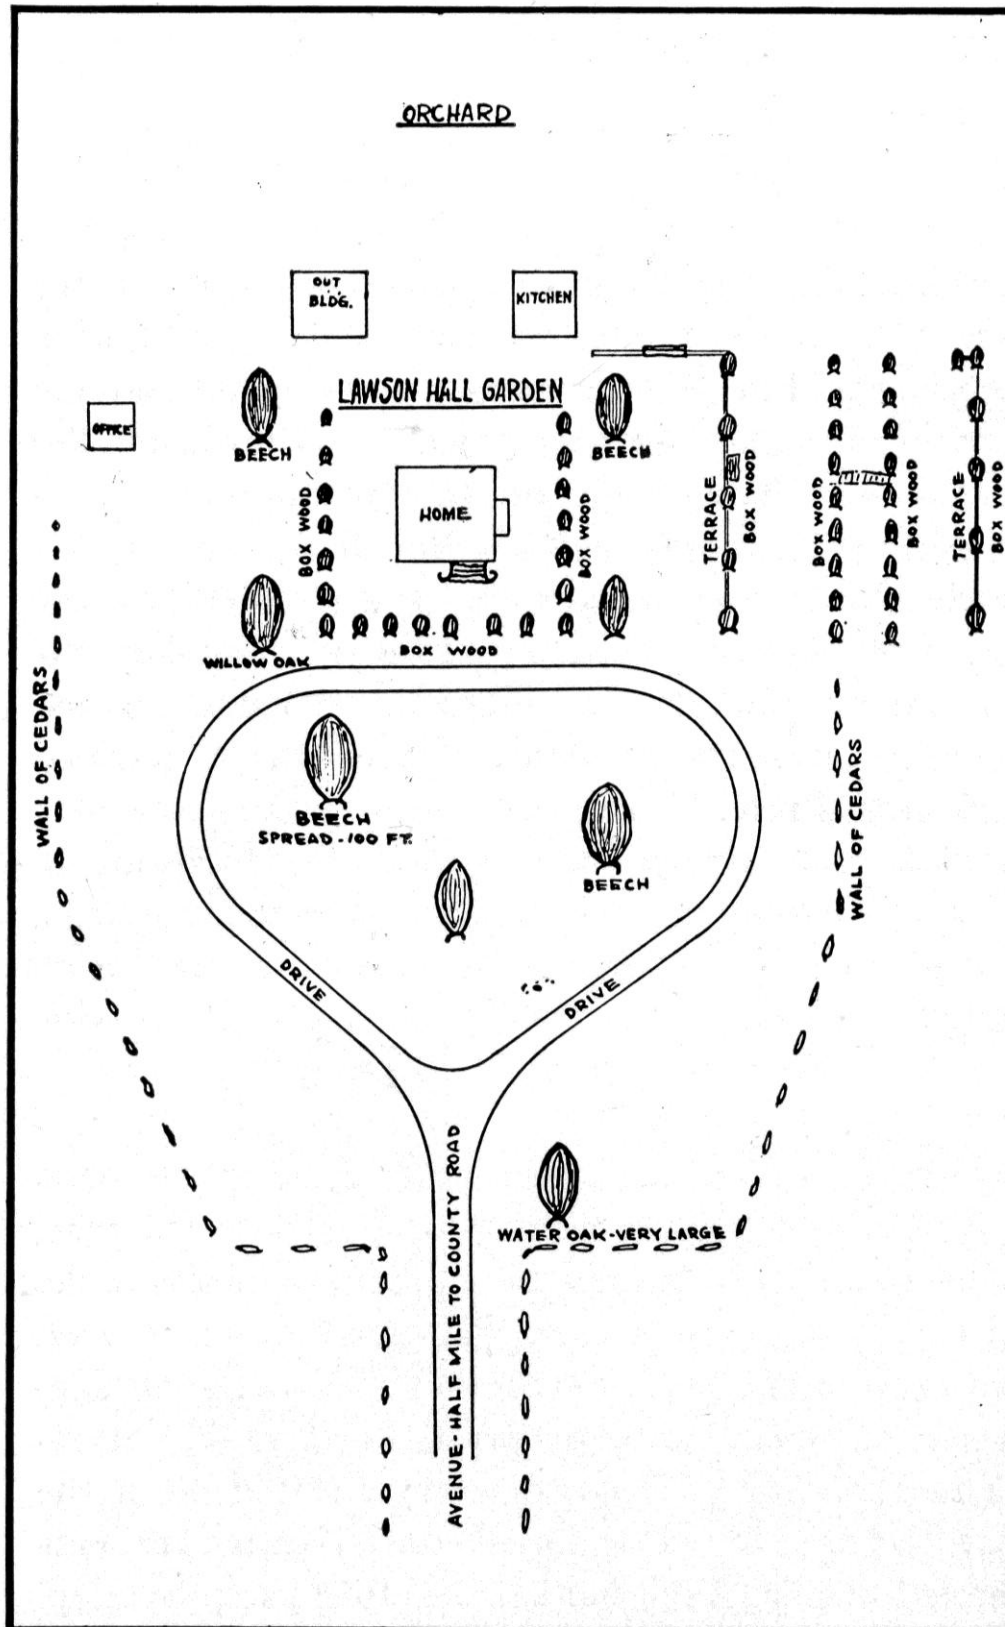 ORCHARD
OUT
BLDG.
KITCHEN
LAWSON HALL GARDEN
OFFICE
BEECH
BEECH
HOME
BOX WOOD
BOX WOOD
TERRACE
BOX WOOD
BOX WOOD
BOX WOOD
TERRACE
BOX WOOD
BOX WOOD
WILLOW OAK
WALL OF CEDARS
WALL OF CEDARS
BEECH
SPREAD-100 FT.
BEECH
DRIVE
DRIVE
WATER OAK-VERY LARGE
AVENUE-HALF MILE TO COUNTY ROAD